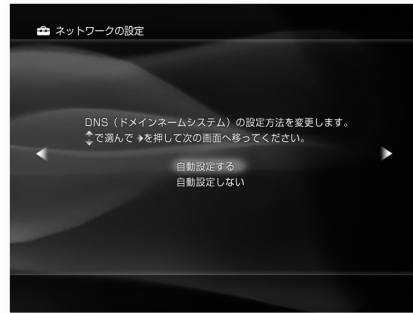 ネットワークの設定
DNS（ドメインネームシステム）の設定方法を変更します。
で選んで を押して次の画面へ移ってください。
自動設定する
自動設定しない